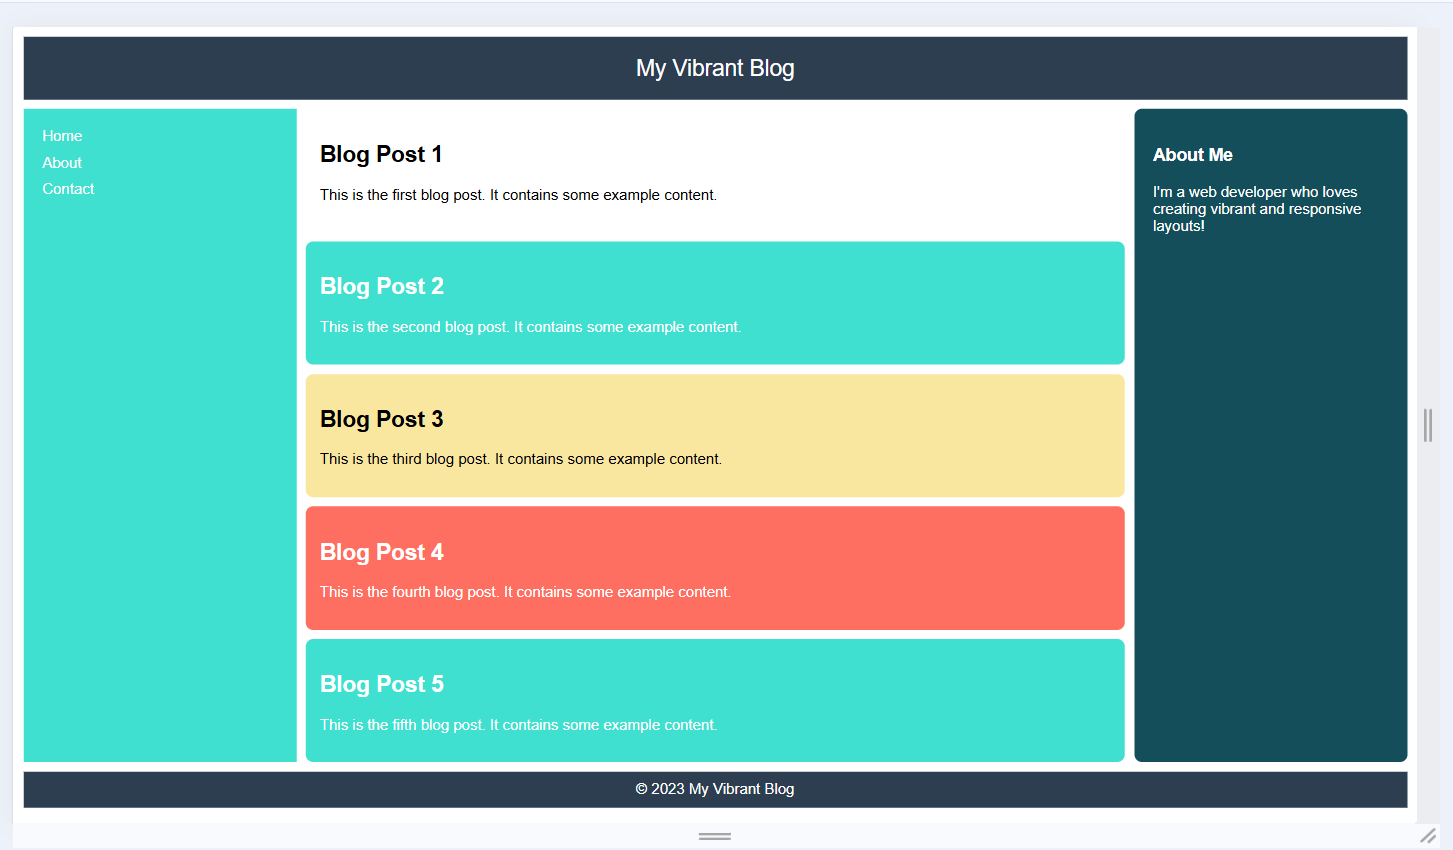 My Vibrant Blog
Home
About
Contact
Blog Post 1
This is the first blog post. It contains some example content.
Blog Post 2
This is the second blog post. It contains some example content.
Blog Post 3
This is the third blog post. It contains some example content.
Blog Post 4
This is the fourth blog post. It contains some example content.
Blog Post 5
This is the fifth blog post. It contains some example content.
About Me
I'm a web developer who loves
creating vibrant and responsive
layouts!
© 2023 My Vibrant Blog